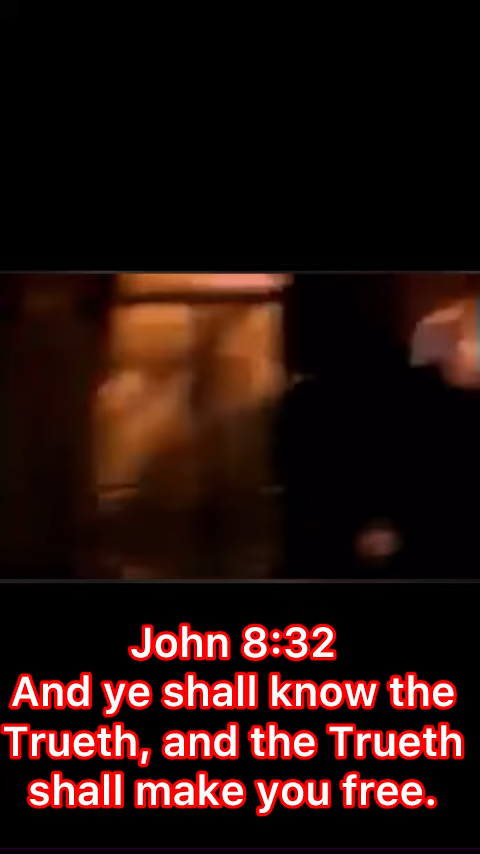 John 8:32
And ye shall know the
Trueth, and the Trueth
shall make you free.